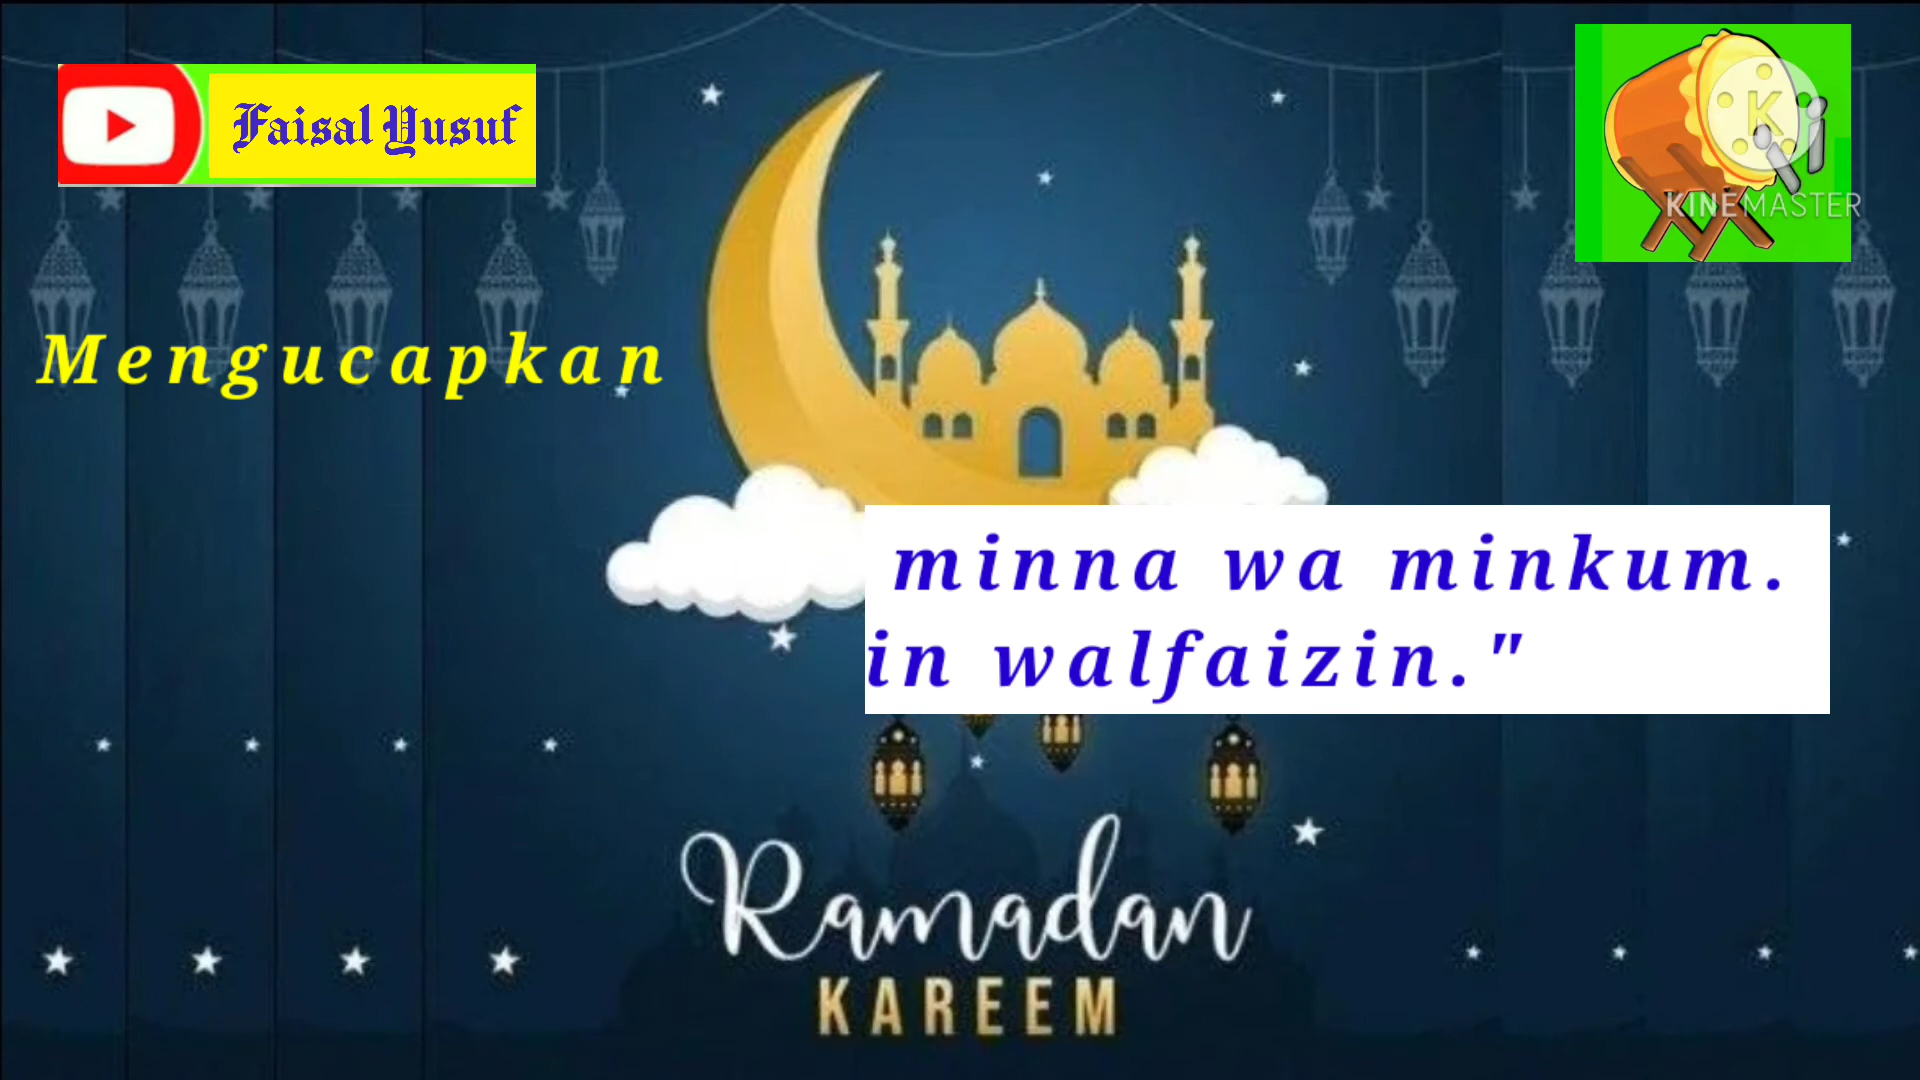 Faisal Yusuf
KINEMASTER
Mengucapkan
minna wa minkum.
in walfaizin."
Ramadan
KAREEM